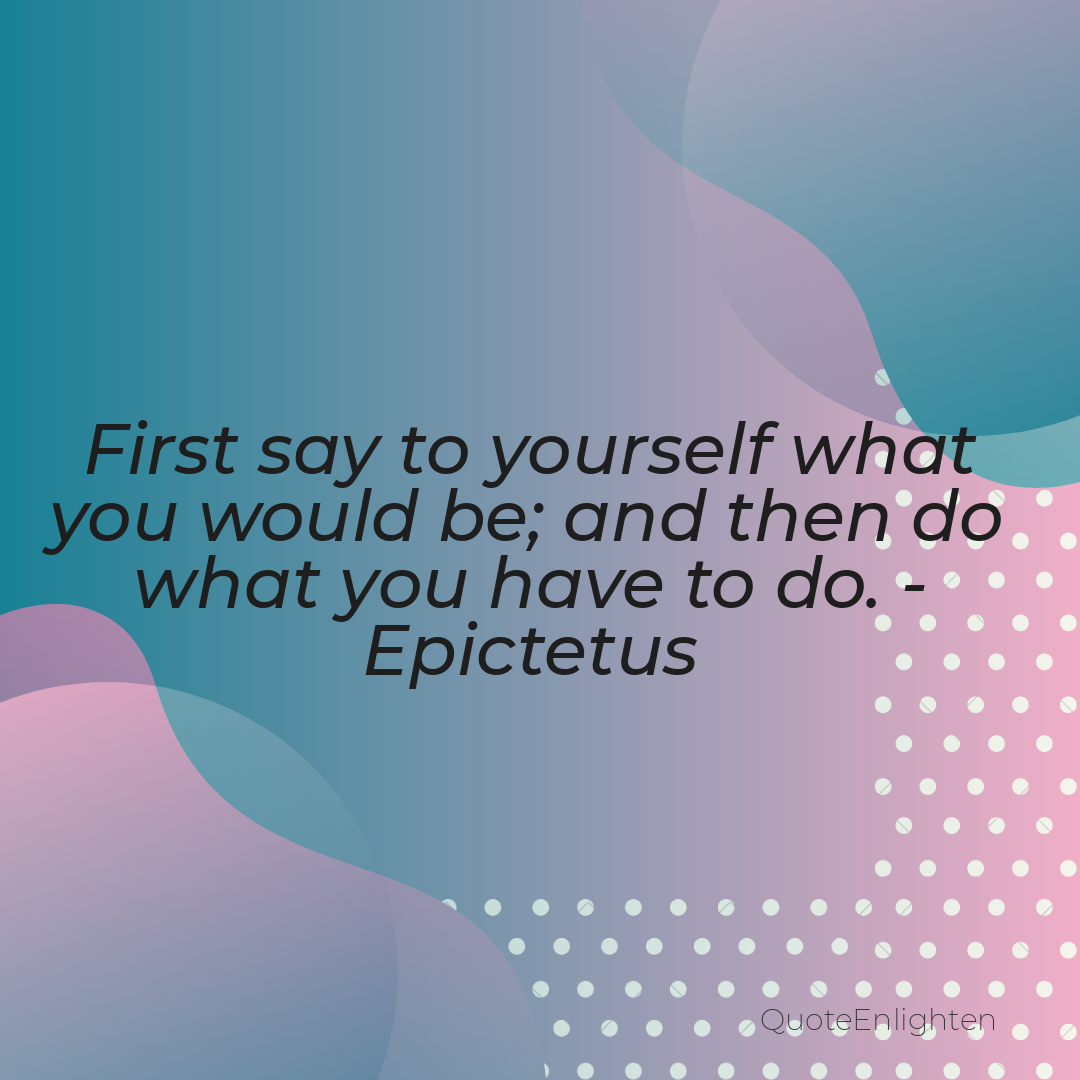 First say to yourself what
you would be; and then do
what you have to do. -
Epictetus
QuoteEnlighten